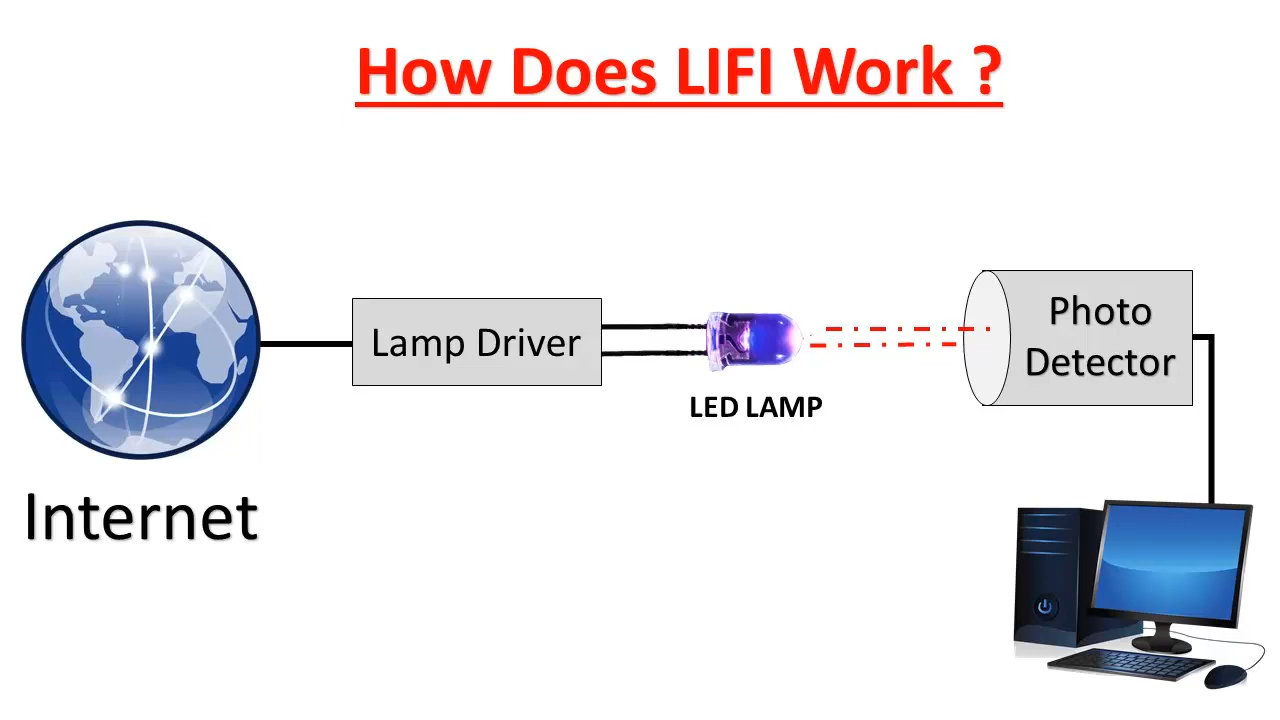 How Does LIFI Work ?
Lamp Driver
LED LAMP
Photo
Detector
Internet